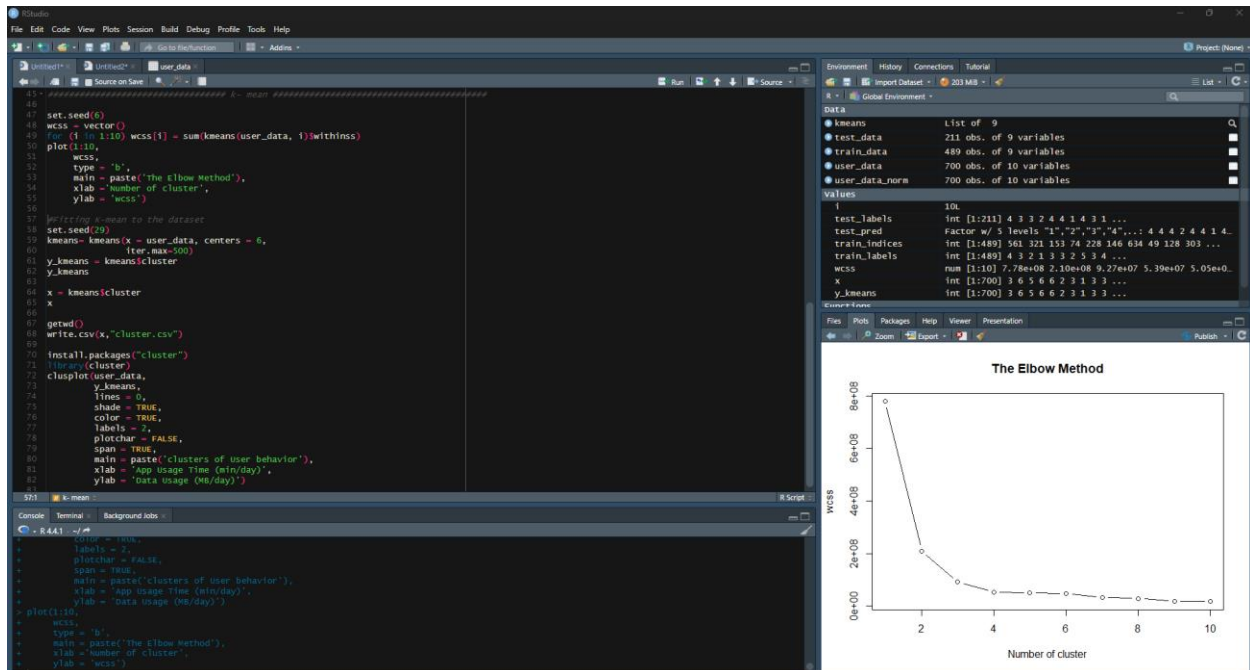 RStudio
File Edit Code View Plots Session Build Debug Profile Tools Help
Go to file/function Addins Project: (None)
Untitled1* Untitled2* user_data
Source on Save Run Source
45 ################################ k- mean #######################################
46
47 set.seed(6)
48 wcss = vector()
49 for (i in 1:10) wcss[i] = sum(kmeans(user_data, i)$withinss)
50 plot(1:10,
51 wcss,
52 type = 'b',
53 main = paste('The Elbow Method'),
54 xlab ='Number of cluster',
55 ylab = 'wcss')
56
57 #Fitting K-mean to the dataset
58 set.seed(29)
59 kmeans= kmeans(x = user_data, centers = 6,
60 iter.max=500)
61 y_kmeans = kmeans$cluster
62 y_kmeans
63
64 x = kmeans$cluster
65 x
66
67 getwd()
68 write.csv(x,"cluster.csv")
69
70 install.packages("cluster")
71 library(cluster)
72 clusplot(user_data,
73 y_kmeans,
74 lines = 0,
75 shade = TRUE,
76 color = TRUE,
77 labels = 2,
78 plotchar = FALSE,
79 span = TRUE,
80 main = paste('clusters of User behavior'),
81 xlab = 'App Usage Time (min/day)',
82 ylab = 'Data Usage (MB/day)')
83
57:1 k- mean R Script
Console Terminal Background Jobs
R 4.4.1 · ~/
+ color = TRUE,
+ labels = 2,
+ plotchar = FALSE,
+ span = TRUE,
+ main = paste('clusters of User behavior'),
+ xlab = 'App Usage Time (min/day)',
+ ylab = 'Data Usage (MB/day)')
> plot(1:10,
+ wcss,
+ type = 'b',
+ main = paste('The Elbow Method'),
+ xlab ='Number of cluster',
+ ylab = 'wcss')
Environment History Connections Tutorial
Import Dataset 203 MiB List
R Global Environment
Data
kmeans List of 9
test_data 211 obs. of 9 variables
train_data 489 obs. of 9 variables
user_data 700 obs. of 10 variables
user_data_norm 700 obs. of 10 variables
Values
i 10L
test_labels int [1:211] 4 3 3 2 4 4 1 4 3 1 ...
test_pred Factor w/ 5 levels "1","2","3","4",..: 4 4 4 2 4 4 1 4…
train_indices int [1:489] 561 321 153 74 228 146 634 49 128 303 ...
train_labels int [1:489] 4 3 2 1 3 3 2 5 3 4 ...
wcss num [1:10] 7.78e+08 2.10e+08 9.27e+07 5.39e+07 5.05e+0…
x int [1:700] 3 6 5 6 6 2 3 1 3 3 ...
y_kmeans int [1:700] 3 6 5 6 6 2 3 1 3 3 ...
Functions
Files Plots Packages Help Viewer Presentation
Zoom Export Publish
The Elbow Method
8e+08
6e+08
4e+08
2e+08
0e+00
wcss
2 4 6 8 10
Number of cluster